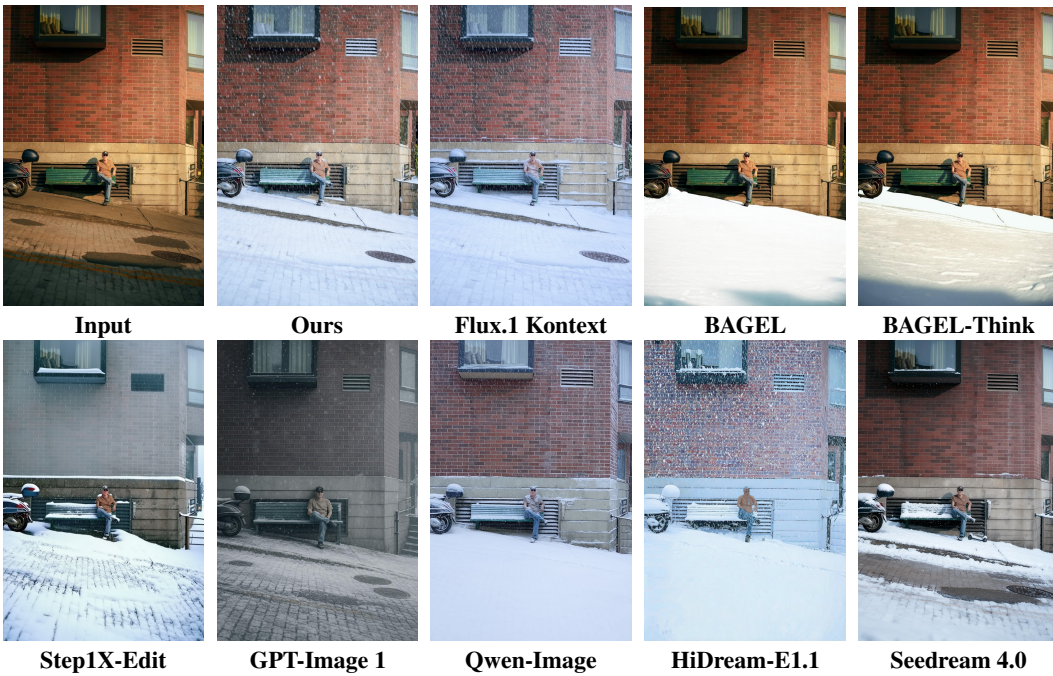 Input
Ours
Flux.1 Kontext
BAGEL
BAGEL-Think
Step1X-Edit
GPT-Image 1
Qwen-Image
HiDream-E1.1
Seedream 4.0